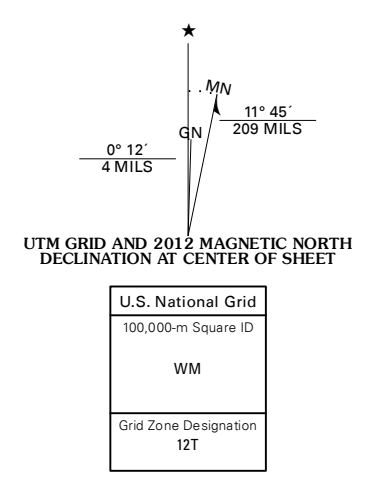 ★
MN
GN
11° 45´
209 MILS
0° 12´
4 MILS
UTM GRID AND 2012 MAGNETIC NORTH
DECLINATION AT CENTER OF SHEET
U.S. National Grid
100,000-m Square ID
WM
Grid Zone Designation
12T